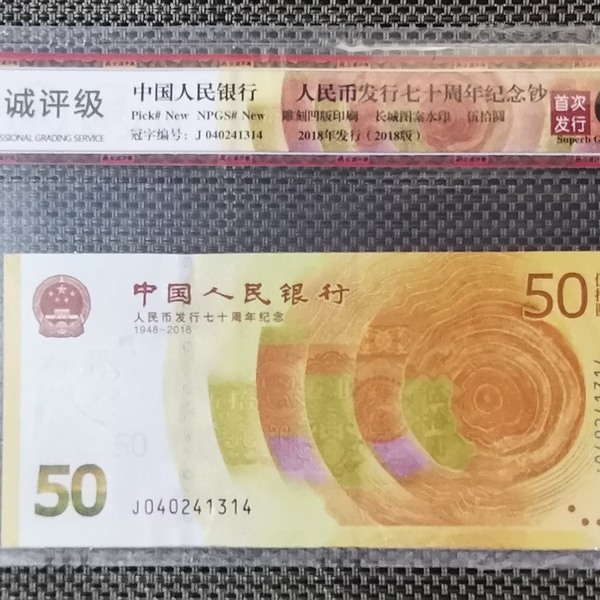 诚评级
SSIONAL GRADING SERVICE
中国人民银行 人民币发行七十周年纪念钞
Pick# New NPGS# New 雕刻凹版印刷 长城图案水印 伍拾圆
冠字编号: J 040241314 2018年发行 (2018版)
首次
发行
Superb G
中国人民银行
人民币发行七十周年纪念
1948-2018
50
50
J040241314